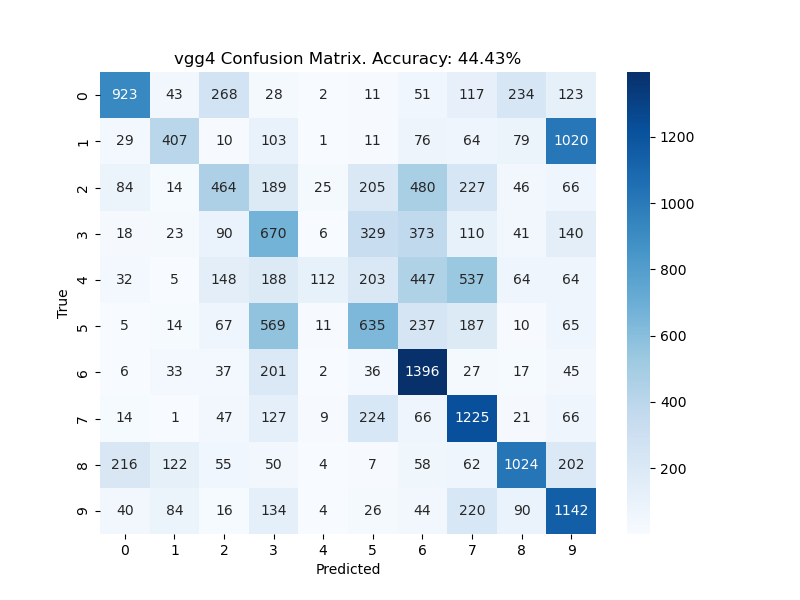 vgg4 Confusion Matrix. Accuracy: 44.43%
0 923 43 268 28 2 11 51 117 234 123
1 29 407 10 103 1 11 76 64 79 1020
2 84 14 464 189 25 205 480 227 46 66
3 18 23 90 670 6 329 373 110 41 140
4 32 5 148 188 112 203 447 537 64 64
5 5 14 67 569 11 635 237 187 10 65
6 6 33 37 201 2 36 1396 27 17 45
7 14 1 47 127 9 224 66 1225 21 66
8 216 122 55 50 4 7 58 62 1024 202
9 40 84 16 134 4 26 44 220 90 1142
0 1 2 3 4 5 6 7 8 9
Predicted
True
1200
1000
800
600
400
200